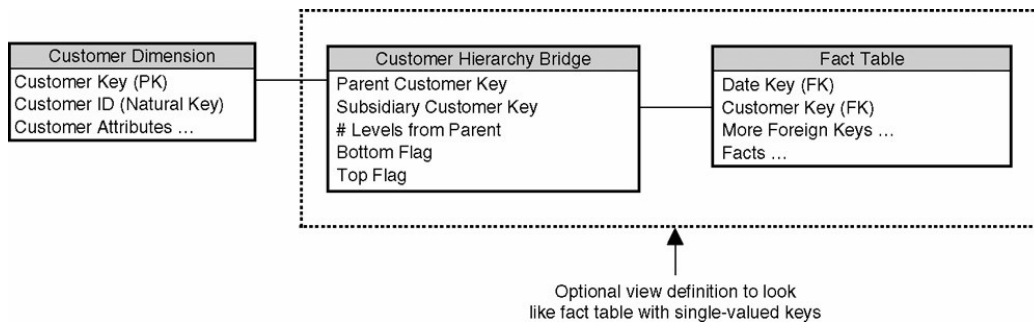 Customer Dimension
Customer Key (PK)
Customer ID (Natural Key)
Customer Attributes ...
Customer Hierarchy Bridge
Parent Customer Key
Subsidiary Customer Key
# Levels from Parent
Bottom Flag
Top Flag
Fact Table
Date Key (FK)
Customer Key (FK)
More Foreign Keys ...
Facts ...
Optional view definition to look
like fact table with single-valued keys